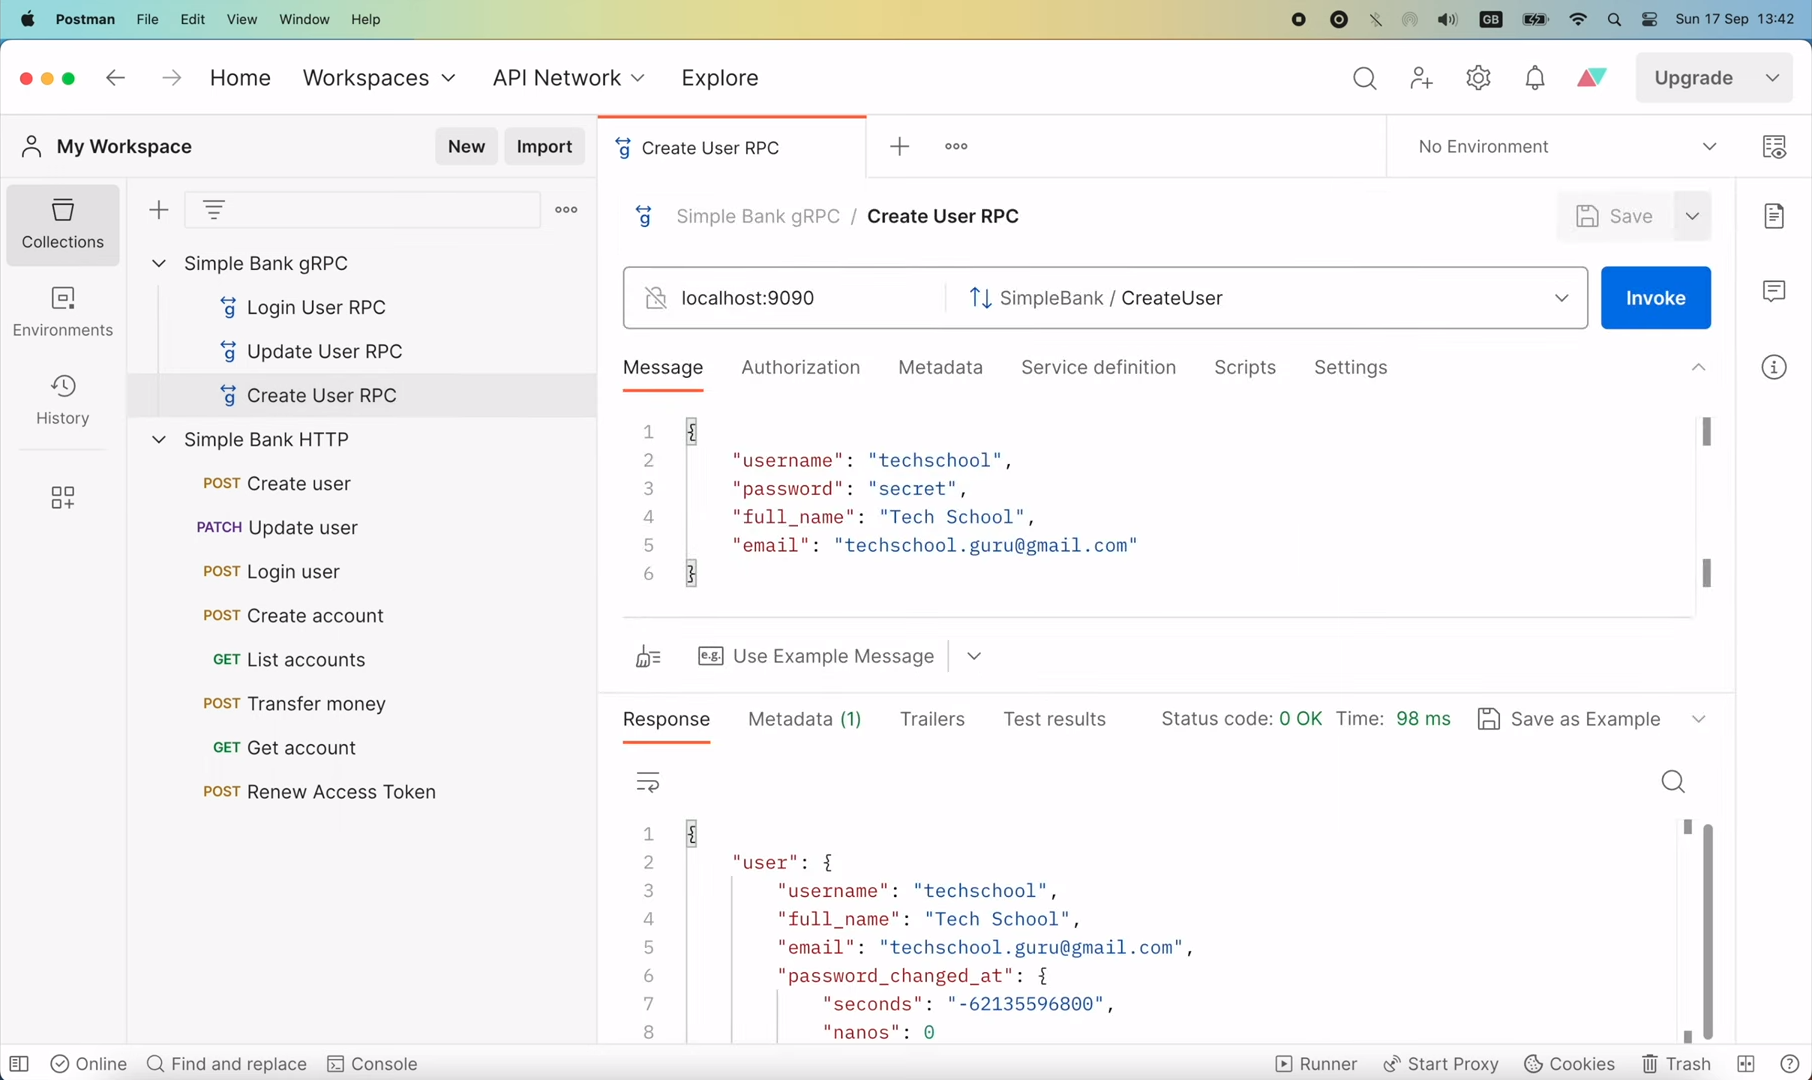 Postman File Edit View Window Help GB Sun 17 Sep 13:42
Home Workspaces API Network Explore Upgrade
My Workspace New Import
Create User RPC
No Environment
Collections
Environments
History
Simple Bank gRPC
Login User RPC
Update User RPC
Create User RPC
Simple Bank HTTP
POST Create user
PATCH Update user
POST Login user
POST Create account
GET List accounts
POST Transfer money
GET Get account
POST Renew Access Token
Simple Bank gRPC / Create User RPC
Save
localhost:9090 SimpleBank / CreateUser Invoke
Message Authorization Metadata Service definition Scripts Settings
1 {
2 "username": "techschool",
3 "password": "secret",
4 "full_name": "Tech School",
5 "email": "techschool.guru@gmail.com"
6 }
e.g. Use Example Message
Response Metadata (1) Trailers Test results Status code: 0 OK Time: 98 ms Save as Example
1 {
2 "user": {
3 "username": "techschool",
4 "full_name": "Tech School",
5 "email": "techschool.guru@gmail.com",
6 "password_changed_at": {
7 "seconds": "-62135596800",
8 "nanos": 0
Online Find and replace Console Runner Start Proxy Cookies Trash